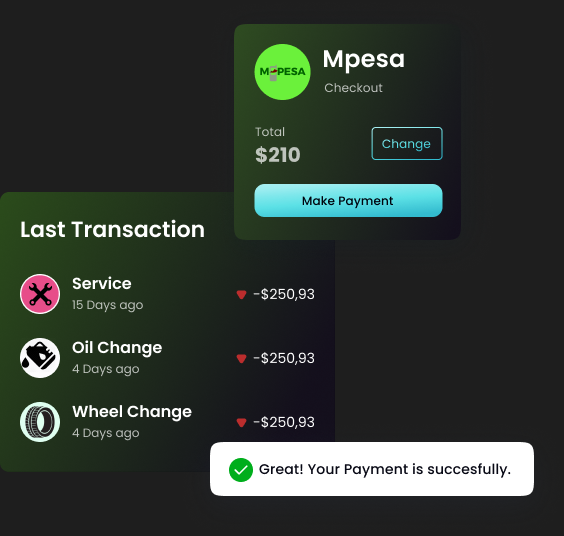 M-PESA
Mpesa
Checkout
Total
$210
Change
Make Payment
Last Transaction
Service
15 Days ago
-$250,93
Oil Change
4 Days ago
-$250,93
Wheel Change
4 Days ago
-$250,93
Great! Your Payment is succesfully.